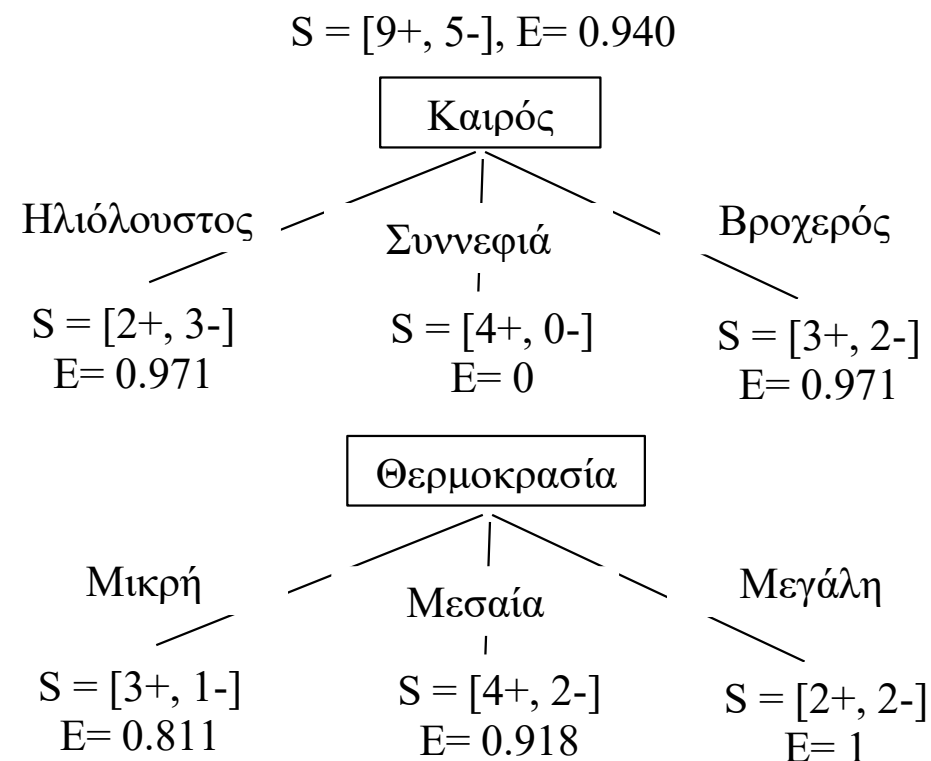 S = [9+, 5-], E= 0.940
Καιρός
Ηλιόλουστος
Συννεφιά
Βροχερός
S = [2+, 3-]
E= 0.971
S = [4+, 0-]
E= 0
S = [3+, 2-]
E= 0.971
Θερμοκρασία
Μικρή
Μεσαία
Μεγάλη
S = [3+, 1-]
E= 0.811
S = [4+, 2-]
E= 0.918
S = [2+, 2-]
E= 1